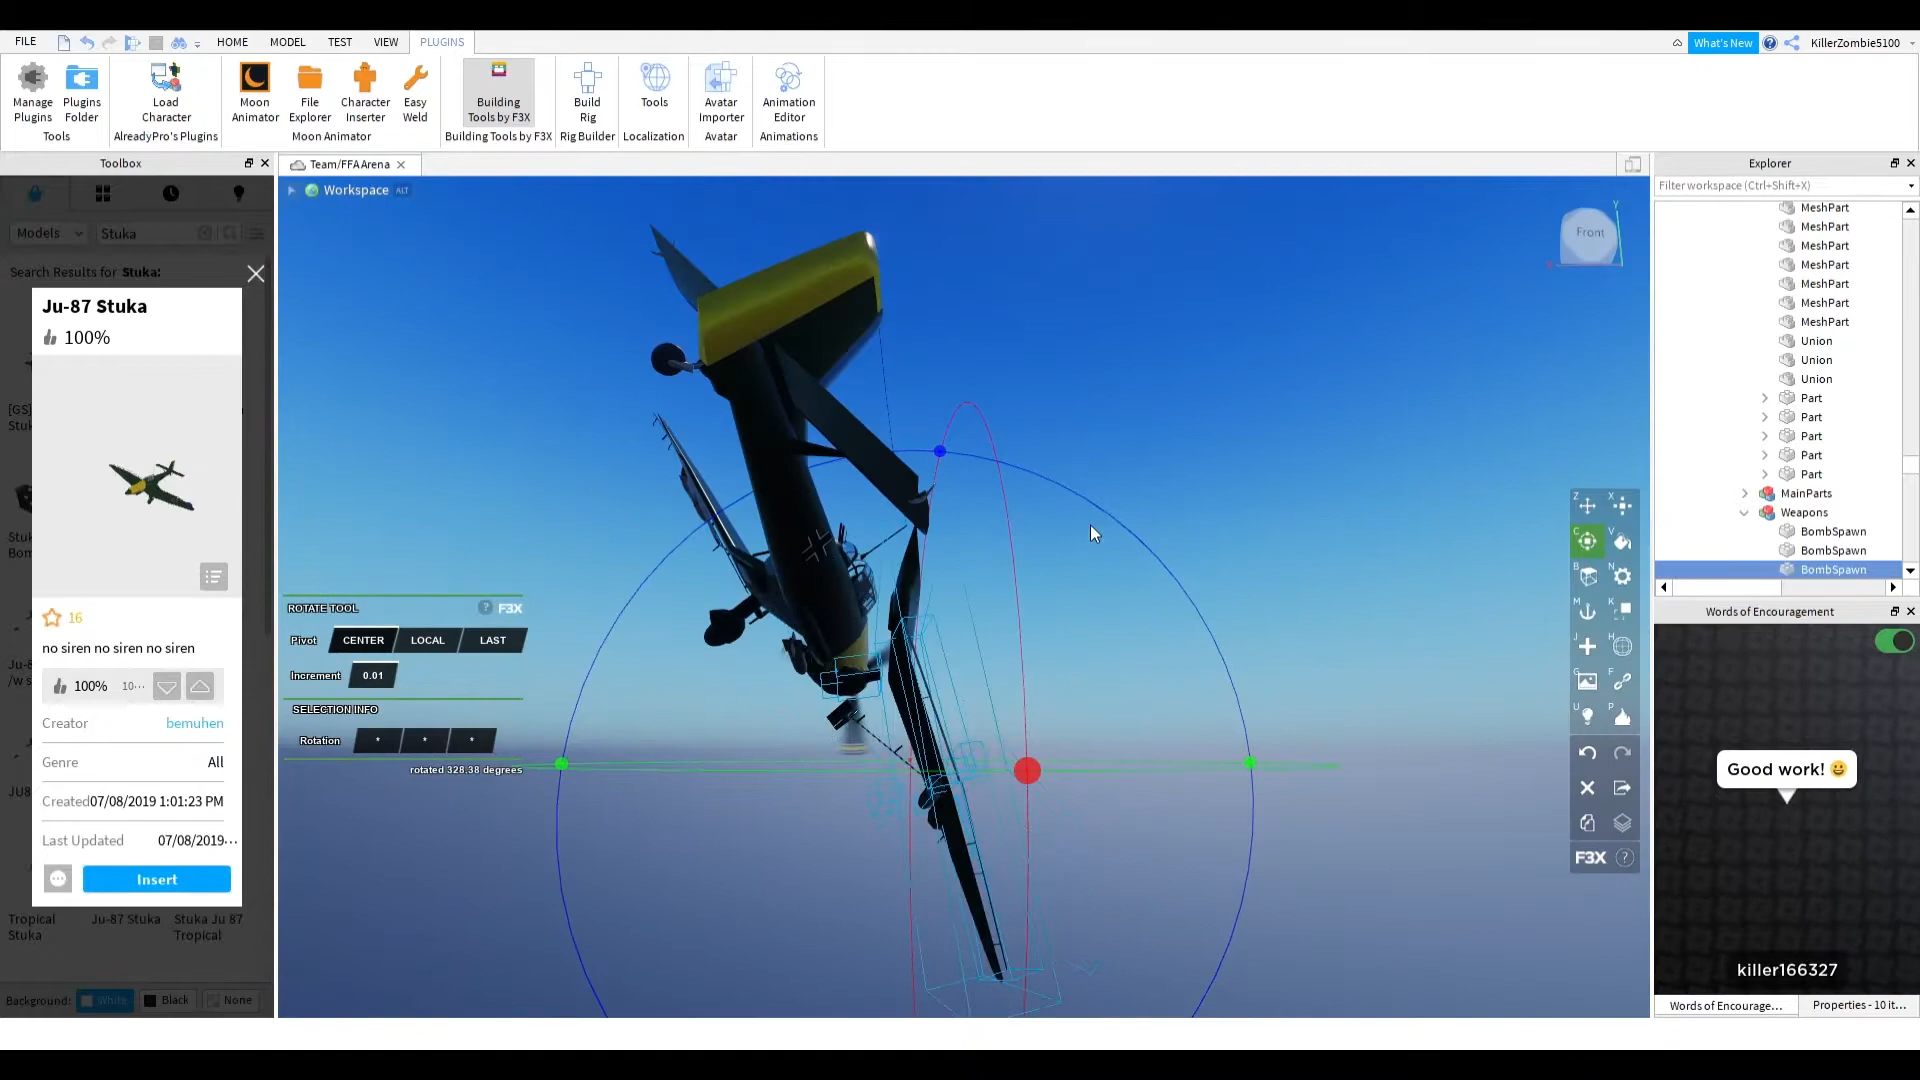 FILE HOME MODEL TEST VIEW PLUGINS What's New KillerZombie5100
Manage Plugins
Plugins Folder
Load Character
Moon Animator
File Explorer
Character Inserter
Easy Weld
Building Tools by F3X
Build Rig
Tools
Avatar Importer
Animation Editor
Tools AlreadyPro's Plugins Moon Animator Building Tools by F3X Rig Builder Localization Avatar Animations
Toolbox
Models Stuka
Search Results for Stuka:
Ju-87 Stuka
100%
16
no siren no siren no siren
100% 10...
Creator bemuhen
Genre All
Created 07/08/2019 1:01:23 PM
Last Updated 07/08/2019...
Insert
Tropical Stuka
Ju-87 Stuka
Stuka Ju 87 Tropical
Background: White Black None
Team/FFA Arena
Workspace ALT
Front
y
ROTATE TOOL ? F3X
Pivot CENTER LOCAL LAST
Increment 0.01
SELECTION INFO
Rotation * * *
rotated 328.38 degrees
Z X
C V
B N
M K
J H
G F
U P
F3X ?
Explorer
Filter workspace (Ctrl+Shift+X)
MeshPart
MeshPart
MeshPart
MeshPart
MeshPart
MeshPart
MeshPart
Union
Union
Union
Part
Part
Part
Part
Part
MainParts
Weapons
BombSpawn
BombSpawn
BombSpawn
Words of Encouragement
Good work! 😀
killer166327
Words of Encourage... Properties - 10 it...